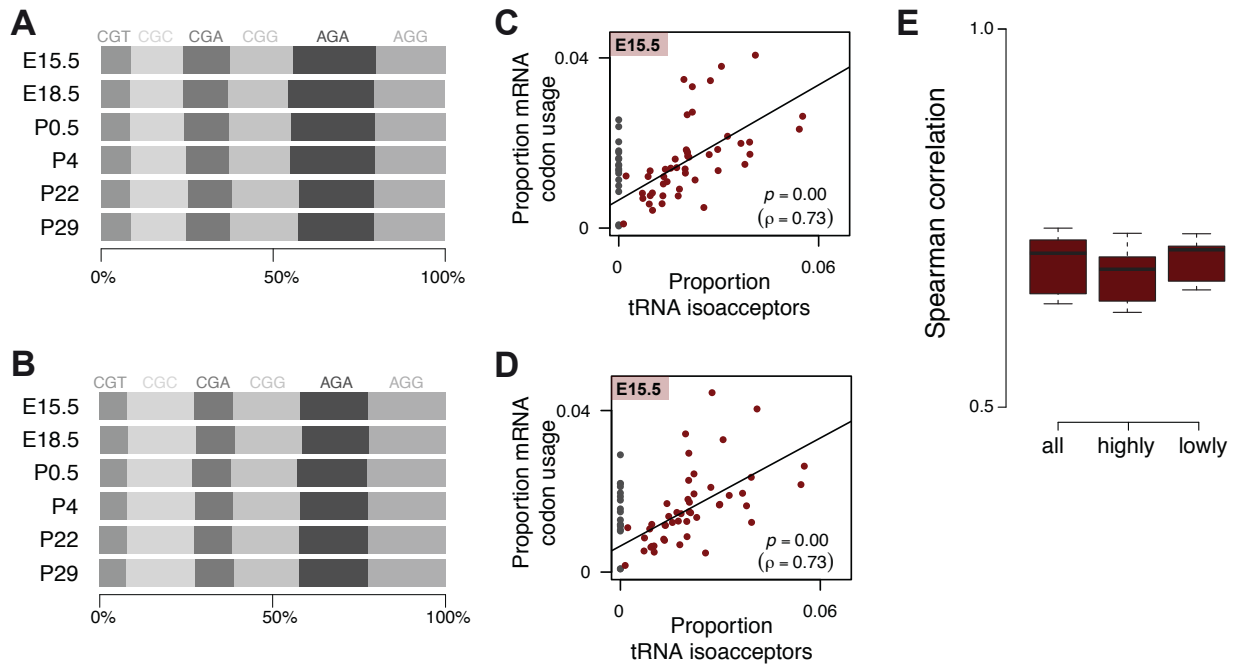 A
CGT CGC CGA CGG AGA AGG
E15.5
E18.5
P0.5
P4
P22
P29
0% 50% 100%
B
CGT CGC CGA CGG AGA AGG
E15.5
E18.5
P0.5
P4
P22
P29
0% 50% 100%
C
E15.5
Proportion mRNA
codon usage
0.04
0
p = 0.00
(ρ = 0.73)
0 0.06
Proportion
tRNA isoacceptors
D
E15.5
Proportion mRNA
codon usage
0.04
0
p = 0.00
(ρ = 0.73)
0 0.06
Proportion
tRNA isoacceptors
E
1.0
Spearman correlation
0.5
all highly lowly